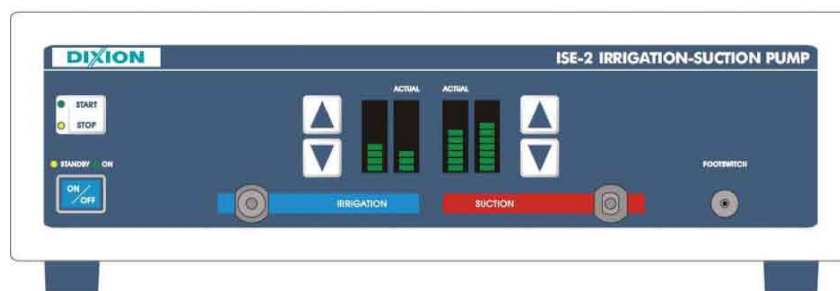 DIXION
ISE-2 IRRIGATION-SUCTION PUMP
ACTUAL ACTUAL
START
STOP
STANDBY ON
FOOTSWITCH
ON/OFF
IRRIGATION
SUCTION